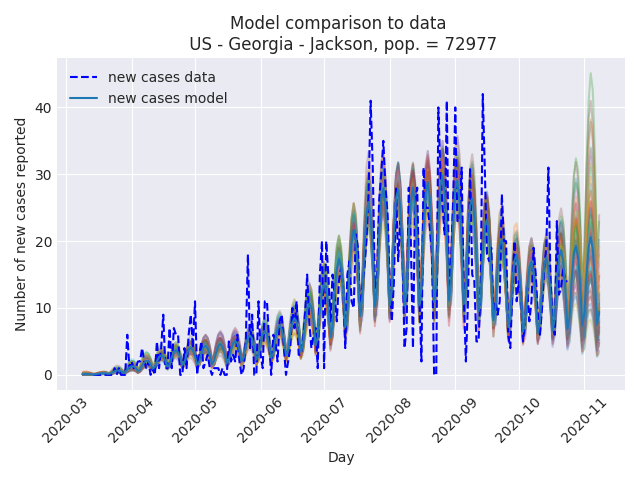 Model comparison to data
US - Georgia - Jackson, pop. = 72977
new cases data
new cases model
Number of new cases reported
40
30
20
10
0
2020-03
2020-04
2020-05
2020-06
2020-07
2020-08
2020-09
2020-10
2020-11
Day